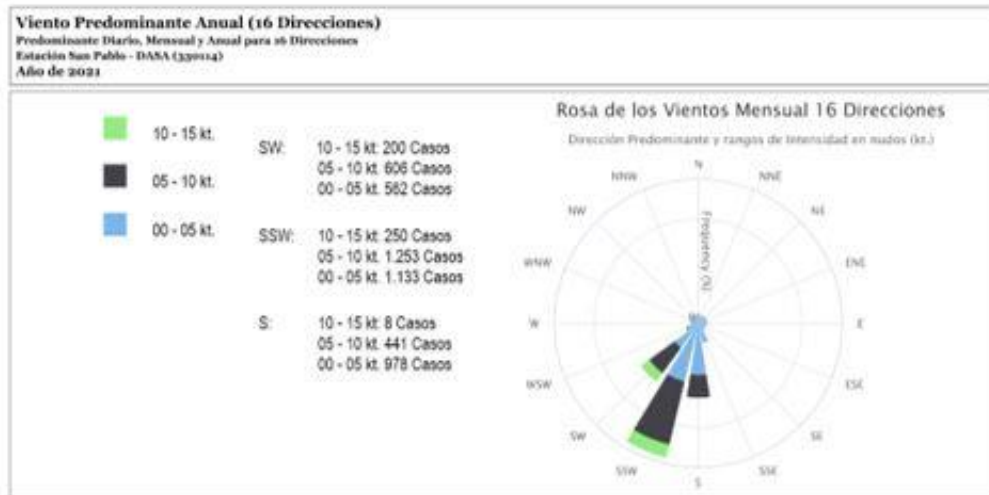 Viento Predominante Anual (16 Direcciones)
Predominante Diario, Mensual y Anual para 16 Direcciones
Estación San Pablo - DASA (330114)
Año de 2021
10 - 15 kt.
05 - 10 kt.
00 - 05 kt.
SW: 10 - 15 kt: 200 Casos
05 - 10 kt. 606 Casos
00 - 05 kt. 562 Casos
SSW: 10 - 15 kt: 250 Casos
05 - 10 kt. 1.253 Casos
00 - 05 kt. 1.133 Casos
S: 10 - 15 kt: 8 Casos
05 - 10 kt. 441 Casos
00 - 05 kt. 978 Casos
Rosa de los Vientos Mensual 16 Direcciones
Dirección Predominante y rangos de Intensidad en nudos (kt.)
N
NNE
NE
ENE
E
ESE
SE
SSE
S
SSW
SW
WSW
W
WNW
NW
NNW
Frequency (%)